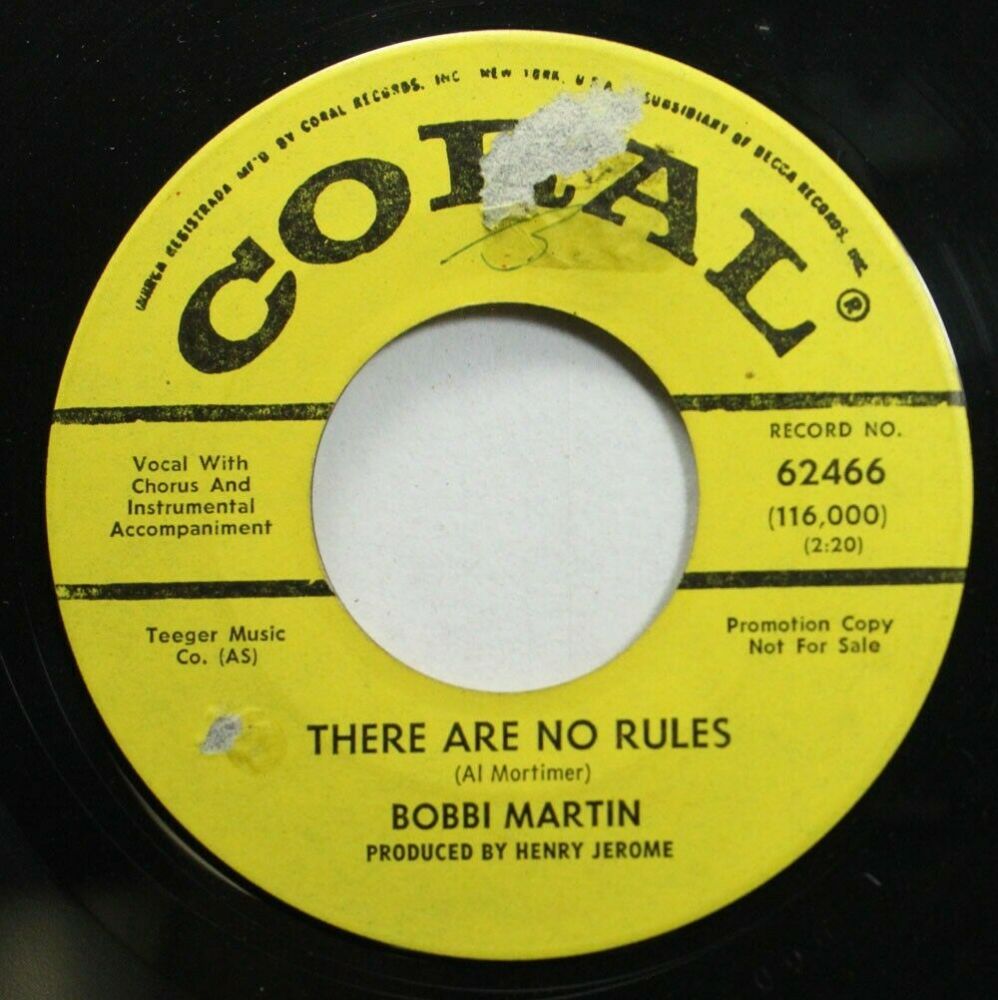 MARCA REGISTRADA MF'D BY CORAL RECORDS, INC NEW YORK, U.S.A. SUBSIDIARY OF DECCA RECORDS, INC.
CORAL®
Vocal With
Chorus And
Instrumental
Accompaniment
RECORD NO.
62466
(116,000)
(2:20)
Teeger Music
Co. (AS)
Promotion Copy
Not For Sale
THERE ARE NO RULES
(Al Mortimer)
BOBBI MARTIN
PRODUCED BY HENRY JEROME